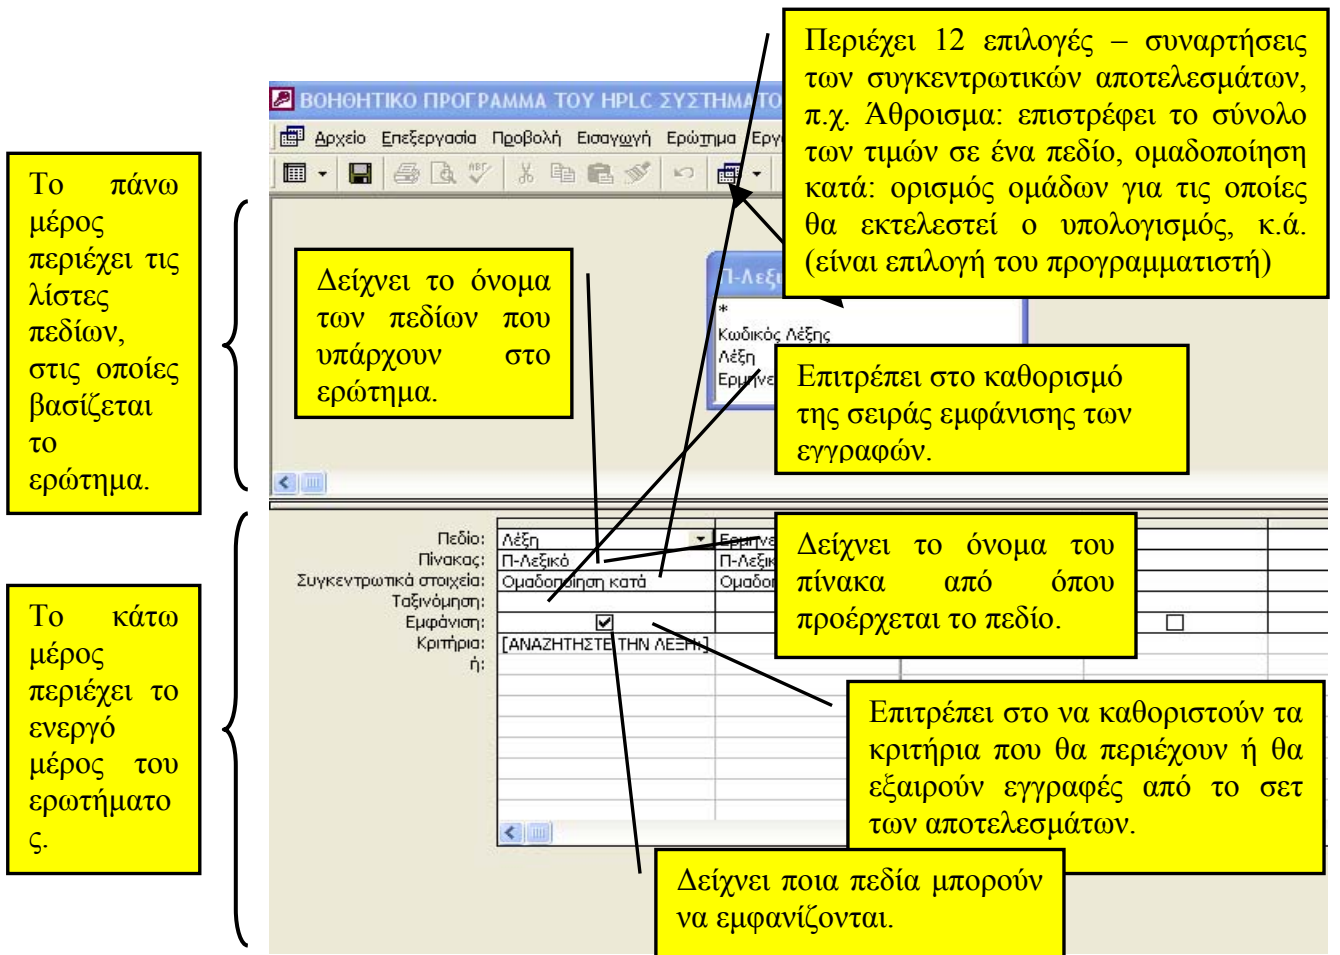 Περιέχει 12 επιλογές – συναρτήσεις
των συγκεντρωτικών αποτελεσμάτων,
π.χ. Άθροισμα: επιστρέφει το σύνολο
των τιμών σε ένα πεδίο, ομαδοποίηση
κατά: ορισμός ομάδων για τις οποίες
θα εκτελεστεί ο υπολογισμός, κ.ά.
(είναι επιλογή του προγραμματιστή)
ΒΟΗΘΗΤΙΚΟ ΠΡΟΓΡΑΜΜΑ ΤΟΥ HPLC ΣΥΣΤΗΜΑΤΟ
Αρχείο Επεξεργασία Προβολή Εισαγωγή Ερώτημα Εργ
Το πάνω
μέρος
περιέχει τις
λίστες
πεδίων,
στις οποίες
βασίζεται
το
ερώτημα.
Δείχνει το όνομα
των πεδίων που
υπάρχουν στο
ερώτημα.
Π-Λεξι
*
Κωδικός Λέξης
Λέξη
Ερμήνε
Επιτρέπει στο καθορισμό
της σειράς εμφάνισης των
εγγραφών.
Πεδίο: Λέξη Ερμηνε
Πίνακας: Π-Λεξικό Π-Λεξικ
Συγκεντρωτικά στοιχεία: Ομαδοποίηση κατά Ομαδοπ
Ταξινόμηση:
Εμφάνιση:
Κριτήρια: [ΑΝΑΖΗΤΗΣΤΕ ΤΗΝ ΛΕΞΗ:]
ή:
Δείχνει το όνομα του
πίνακα από όπου
προέρχεται το πεδίο.
Το κάτω
μέρος
περιέχει το
ενεργό
μέρος του
ερωτήματο
ς.
Επιτρέπει στο να καθοριστούν τα
κριτήρια που θα περιέχουν ή θα
εξαιρούν εγγραφές από το σετ
των αποτελεσμάτων.
Δείχνει ποια πεδία μπορούν
να εμφανίζονται.